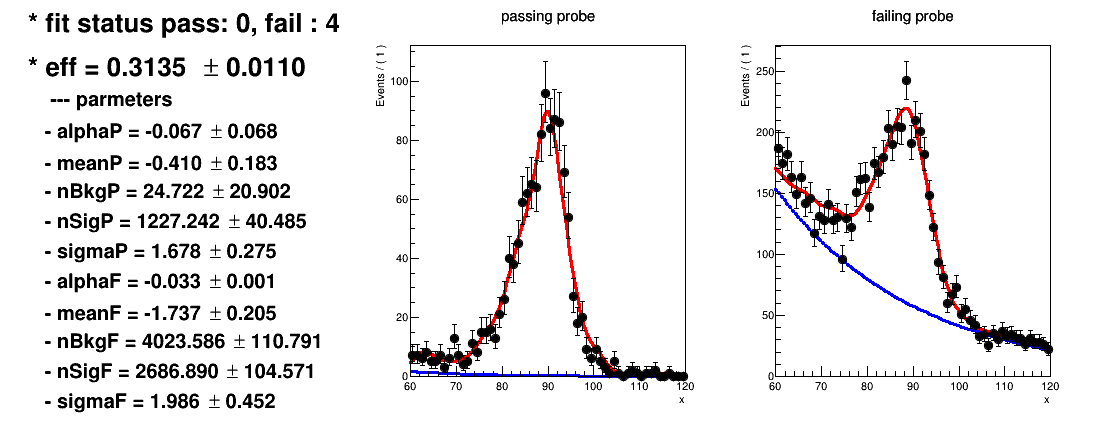 * fit status pass: 0, fail : 4
* eff = 0.3135 ± 0.0110
--- parmeters
- alphaP = -0.067 ± 0.068
- meanP = -0.410 ± 0.183
- nBkgP = 24.722 ± 20.902
- nSigP = 1227.242 ± 40.485
- sigmaP = 1.678 ± 0.275
- alphaF = -0.033 ± 0.001
- meanF = -1.737 ± 0.205
- nBkgF = 4023.586 ± 110.791
- nSigF = 2686.890 ± 104.571
- sigmaF = 1.986 ± 0.452
passing probe
Events / ( 1 )
100
80
60
40
20
0
60 70 80 90 100 110 120
x
failing probe
Events / ( 1 )
250
200
150
100
50
0
60 70 80 90 100 110 120
x